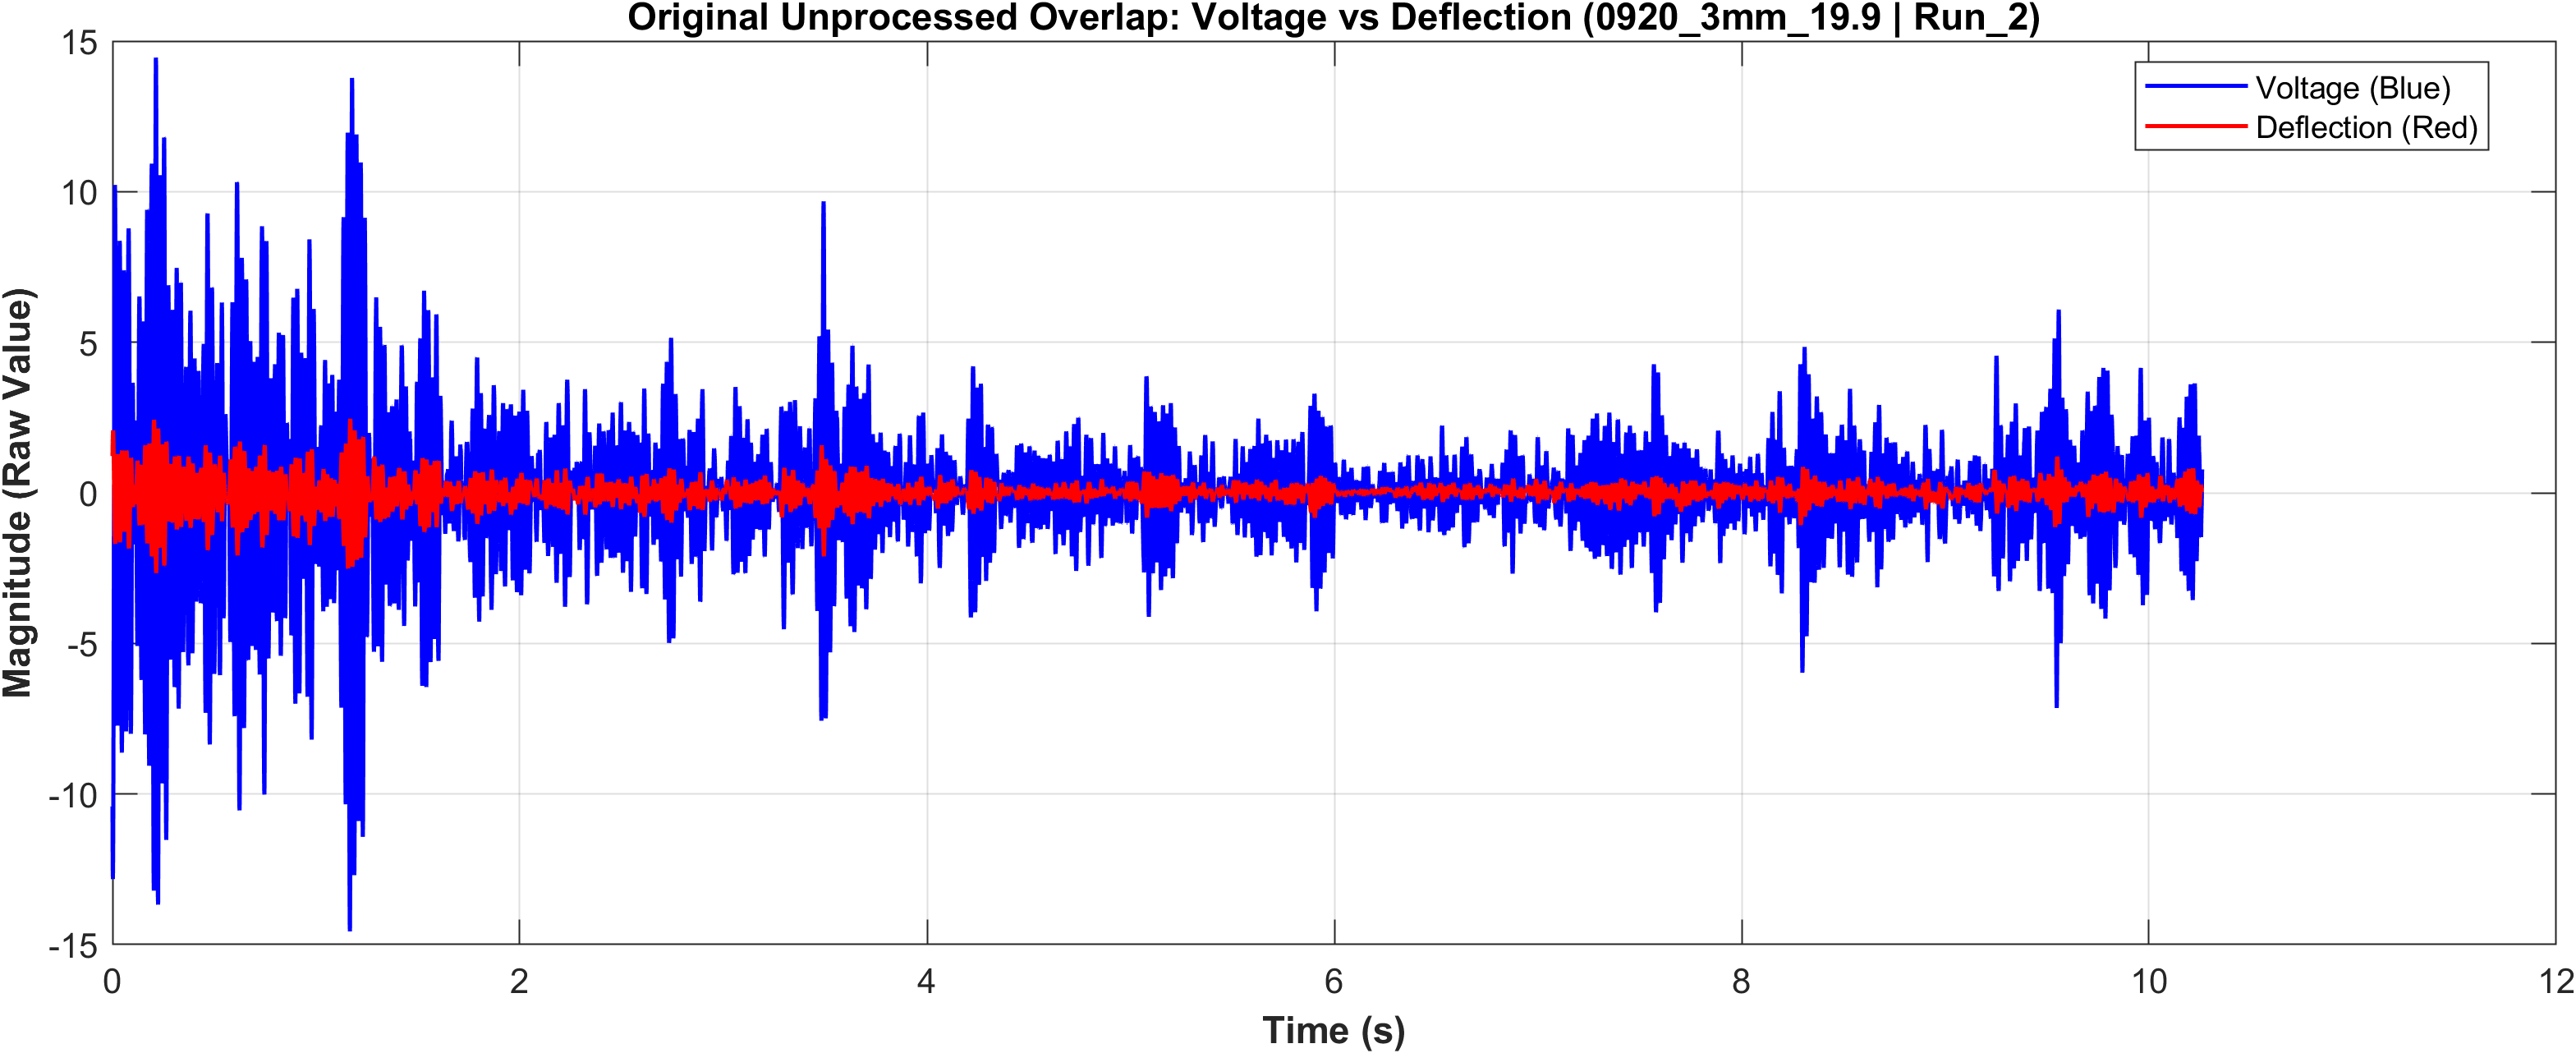 Original Unprocessed Overlap: Voltage vs Deflection (0920_3mm_19.9 | Run_2)
Voltage (Blue)
Deflection (Red)
Magnitude (Raw Value)
15
10
5
0
-5
-10
-15
0 2 4 6 8 10 12
Time (s)